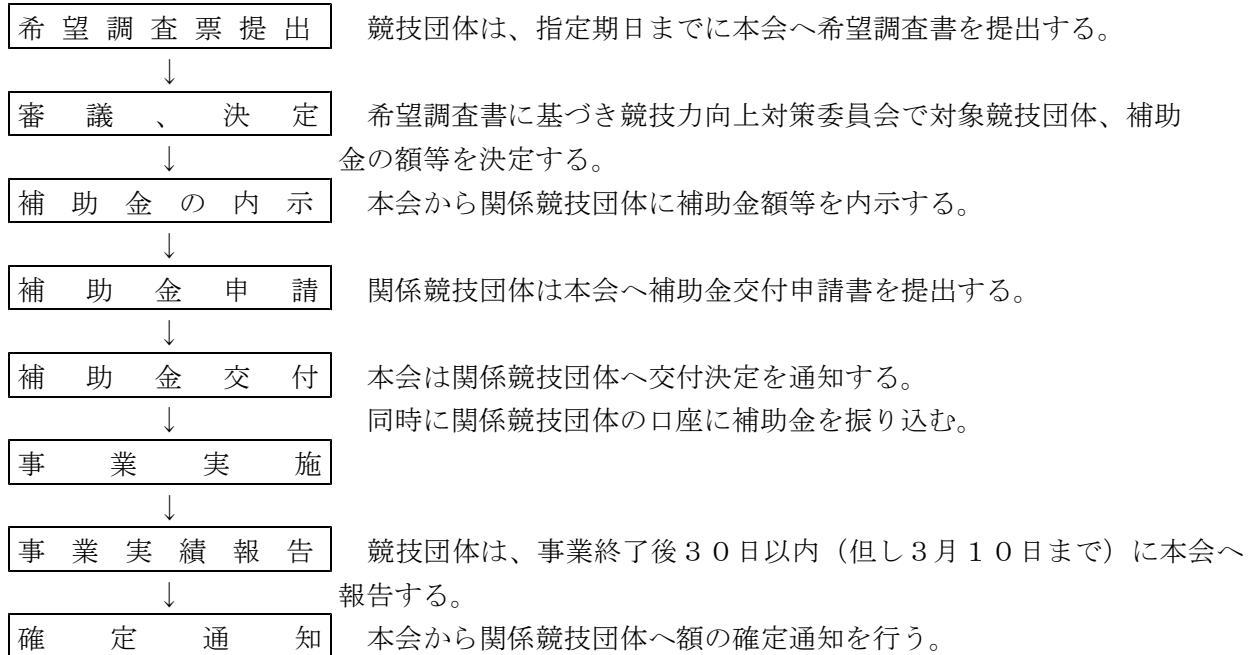 希望調査票提出　競技団体は、指定期日までに本会へ希望調査書を提出する。
↓
審議、決定　希望調査書に基づき競技力向上対策委員会で対象競技団体、補助
↓　金の額等を決定する。
補助金の内示　本会から関係競技団体に補助金額等を内示する。
↓
補助金申請　関係競技団体は本会へ補助金交付申請書を提出する。
↓
補助金交付　本会は関係競技団体へ交付決定を通知する。
↓　同時に関係競技団体の口座に補助金を振り込む。
事業実施
↓
事業実績報告　競技団体は、事業終了後３０日以内（但し３月１０日まで）に本会へ
↓　報告する。
確定通知　本会から関係競技団体へ額の確定通知を行う。